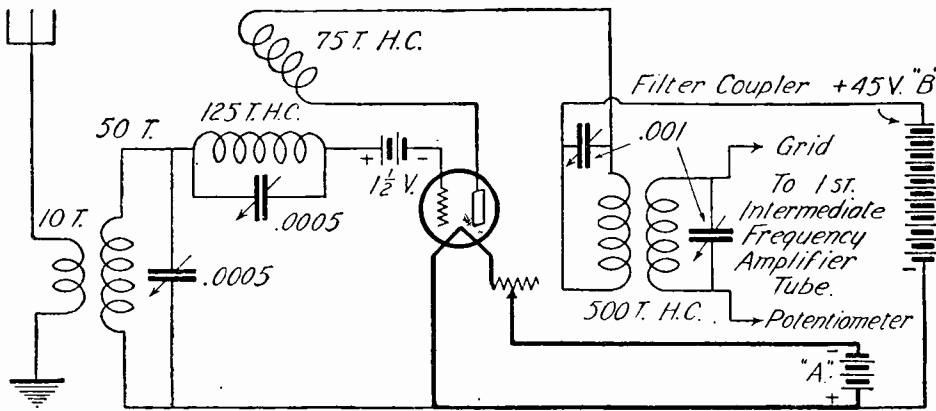 75 T. H.C.
125 T. H.C.
50 T.
10 T.
+ -
1½ V.
.0005
.0005
Filter Coupler +45V. "B"
.001
Grid
To 1st.
Intermediate
Frequency
Amplifier
Tube.
-
500 T. H.C.
Potentiometer
-
"A"
+